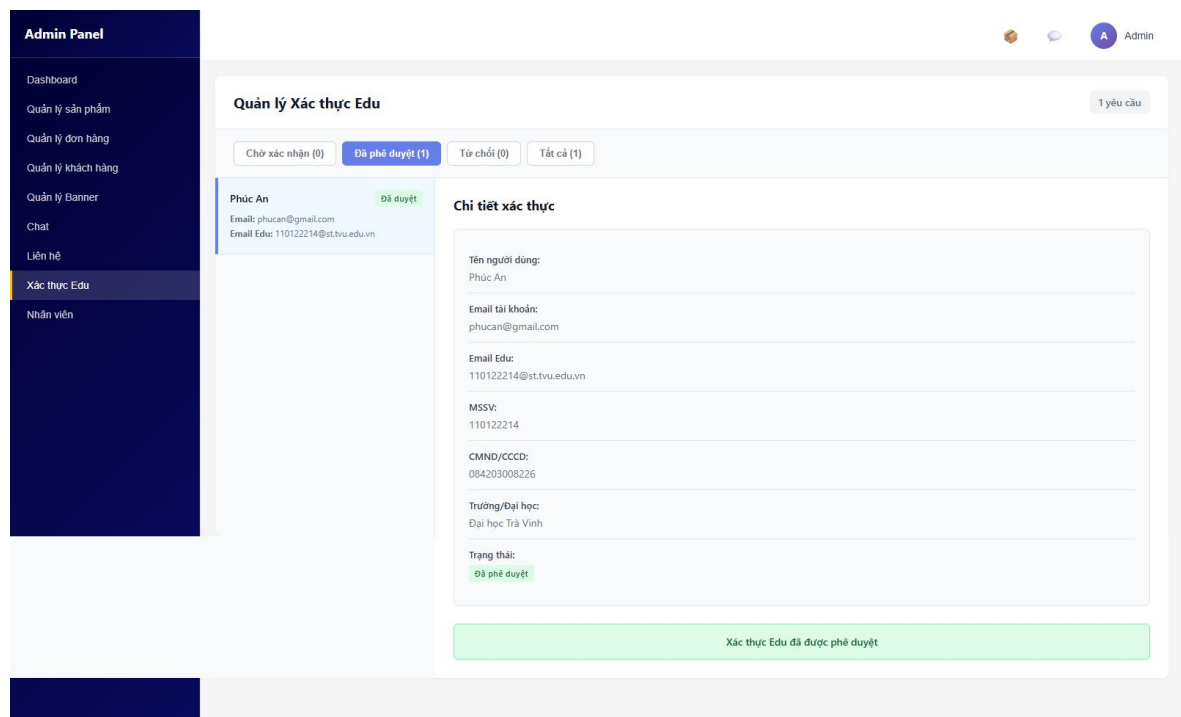 Admin Panel
A Admin
Dashboard
Quản lý sản phẩm
Quản lý đơn hàng
Quản lý khách hàng
Quản lý Banner
Chat
Liên hệ
Xác thực Edu
Nhân viên
Quản lý Xác thực Edu
1 yêu cầu
Chờ xác nhận (0) Đã phê duyệt (1) Từ chối (0) Tất cả (1)
Phúc An Đã duyệt
Email: phucan@gmail.com
Email Edu: 110122214@st.tvu.edu.vn
Chi tiết xác thực
Tên người dùng:
Phúc An
Email tài khoản:
phucan@gmail.com
Email Edu:
110122214@st.tvu.edu.vn
MSSV:
110122214
CMND/CCCD:
084203008226
Trường/Đại học:
Đại học Trà Vinh
Trạng thái:
Đã phê duyệt
Xác thực Edu đã được phê duyệt